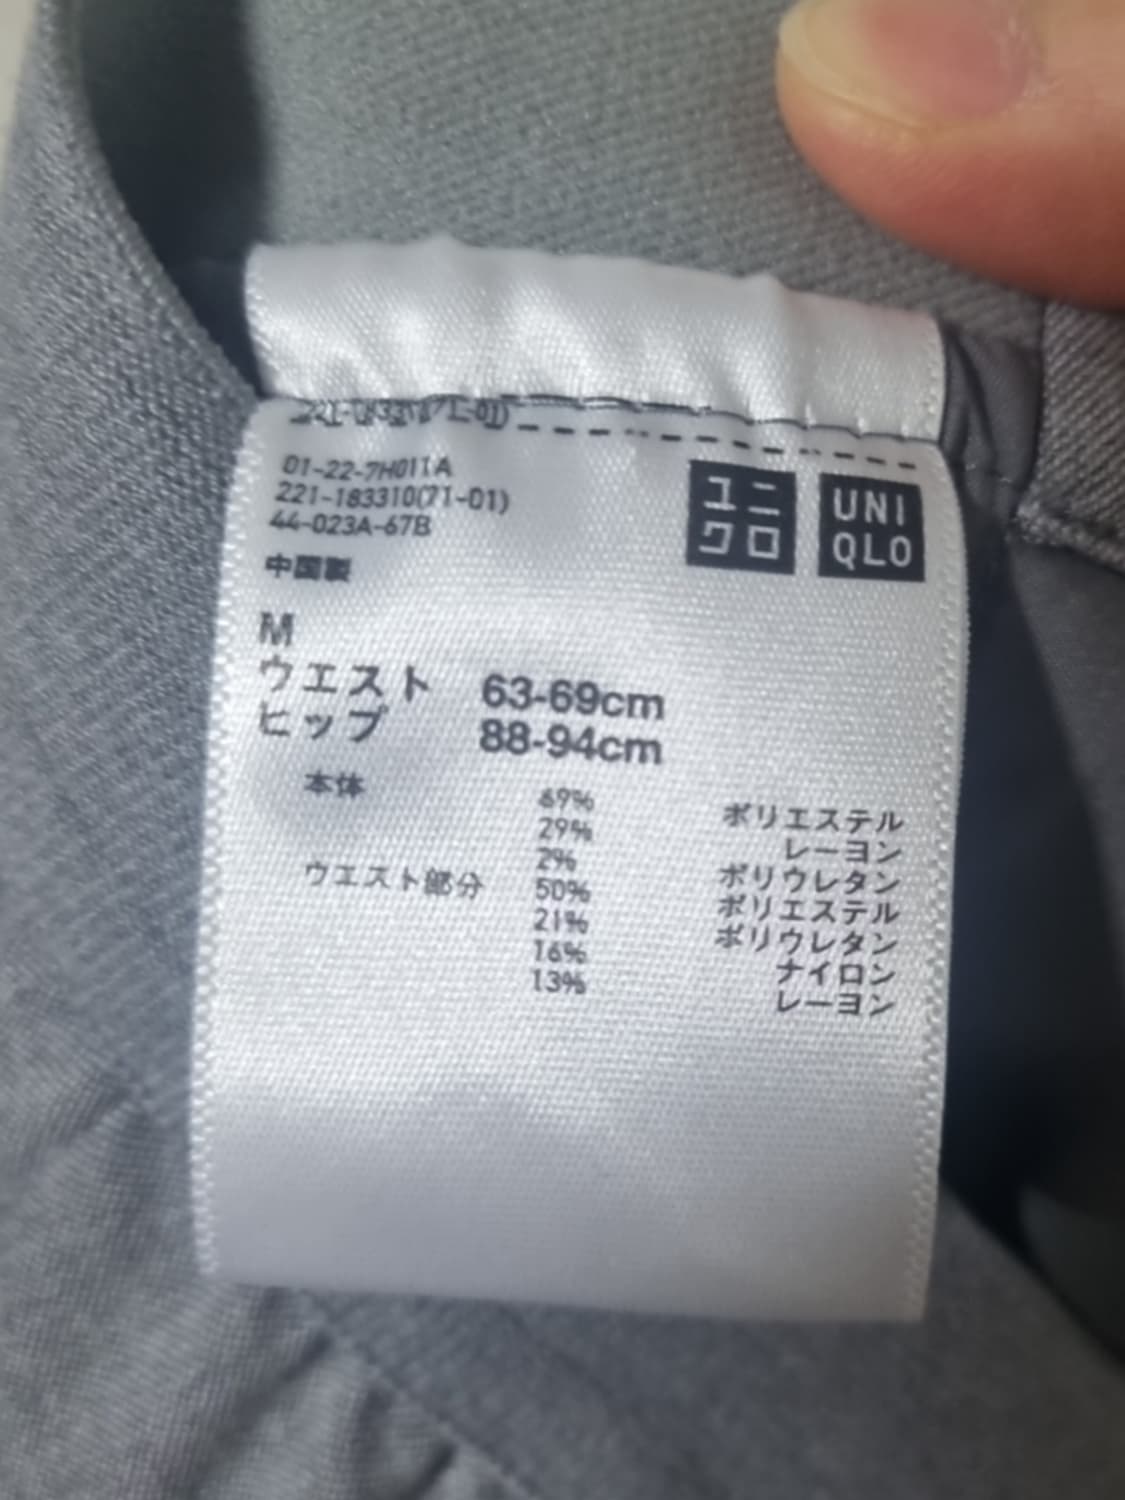 221-183310(71-01)
01-22-7H011A
221-183310(71-01)
44-023A-67B
中国製
ユニ
クロ
UNI
QLO
M
ウエスト 63-69cm
ヒップ 88-94cm
本体 69% ポリエステル
29% レーヨン
2% ポリウレタン
ウエスト部分 50% ポリエステル
21% ポリウレタン
16% ナイロン
13% レーヨン